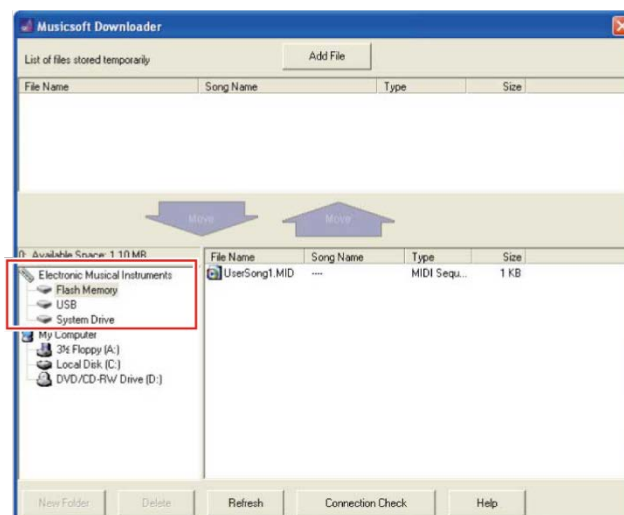 Musicsoft Downloader
List of files stored temporarily
Add File
File Name Song Name Type Size
Move Move
0: Available Space: 1.10 MB
File Name Song Name Type Size
UserSong1.MID ---- MIDI Sequ... 1 KB
Electronic Musical Instruments
Flash Memory
USB
System Drive
My Computer
3½ Floppy (A:)
Local Disk (C:)
DVD/CD-RW Drive (D:)
New Folder Delete Refresh Connection Check Help